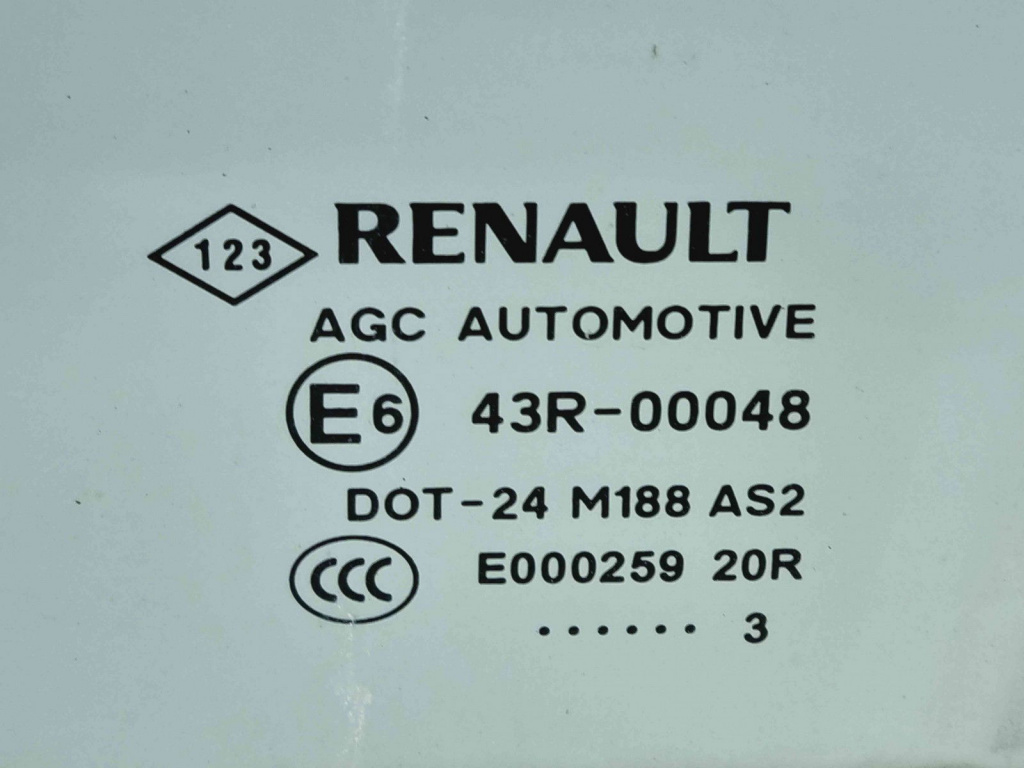 123 RENAULT
AGC AUTOMOTIVE
E6 43R-00048
DOT-24 M188 AS2
CCC E000259 20R
...... 3